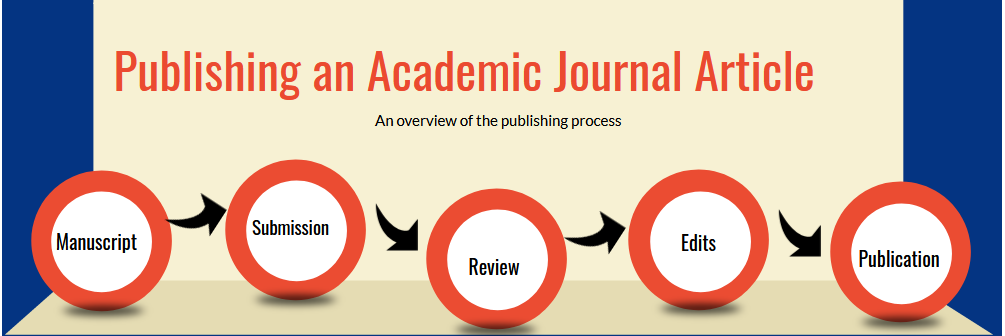 Publishing an Academic Journal Article
An overview of the publishing process
Manuscript
Submission
Review
Edits
Publication